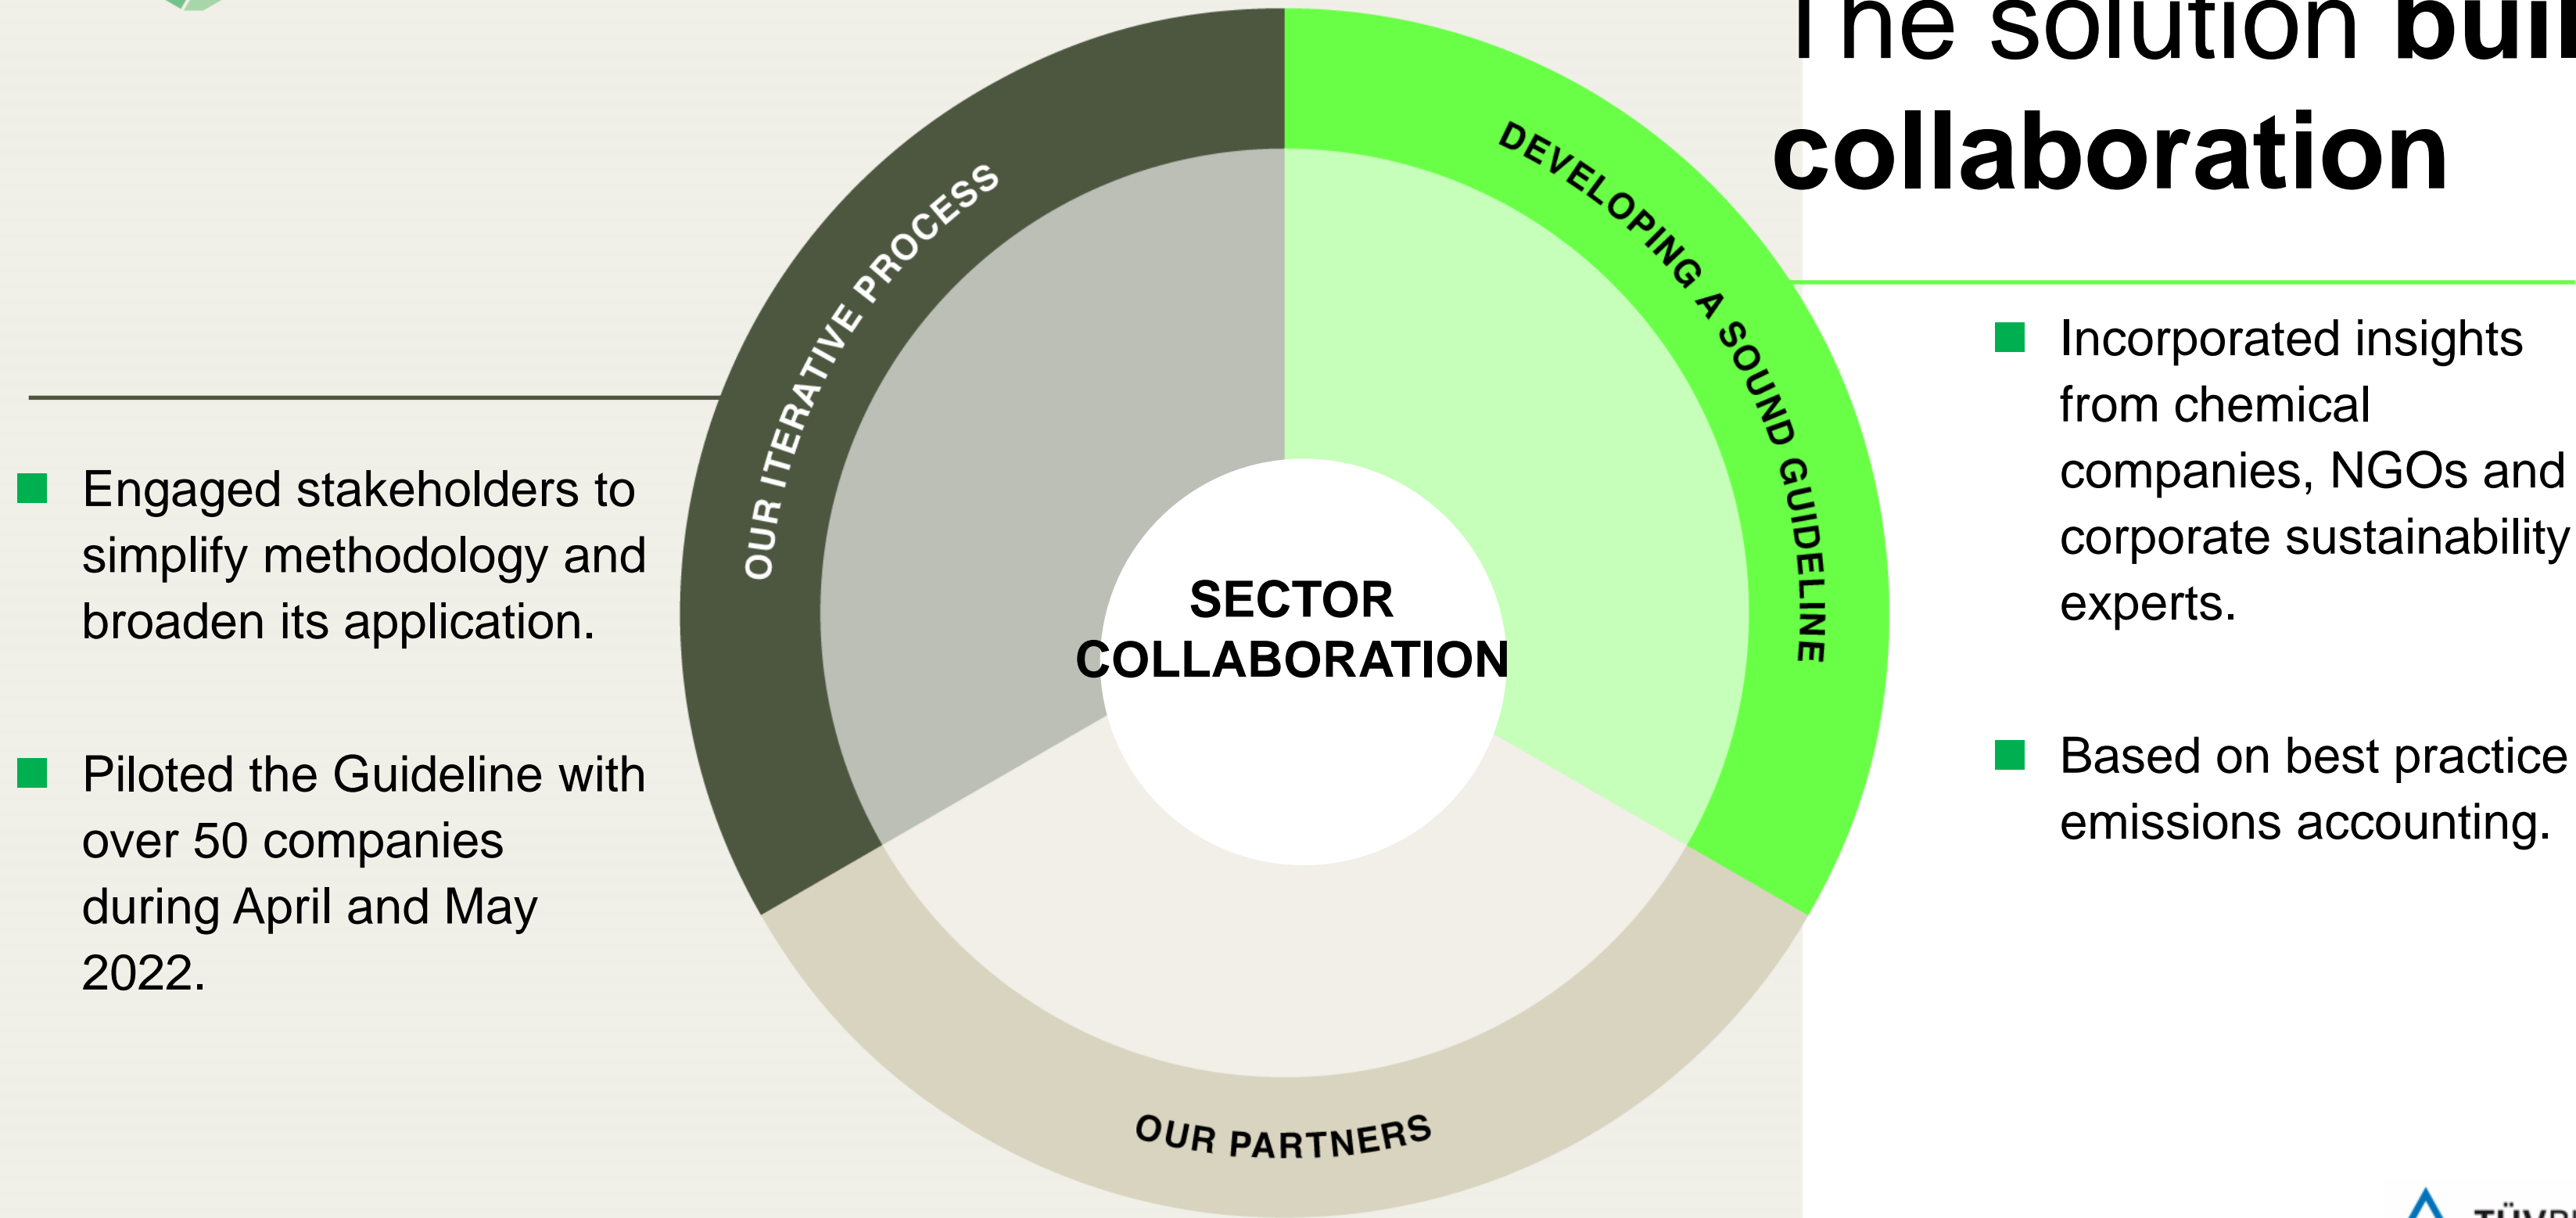 The solution
collaboration
OUR ITERATIVE PROCESS
DEVELOPING A SOUND GUIDELINE
SECTOR
COLLABORATION
OUR PARTNERS
Engaged stakeholders to
simplify methodology and
broaden its application.
Piloted the Guideline with
over 50 companies
during April and May
2022.
Incorporated insights
from chemical
companies, NGOs and
corporate sustainability
experts.
Based on best practice
emissions accounting.